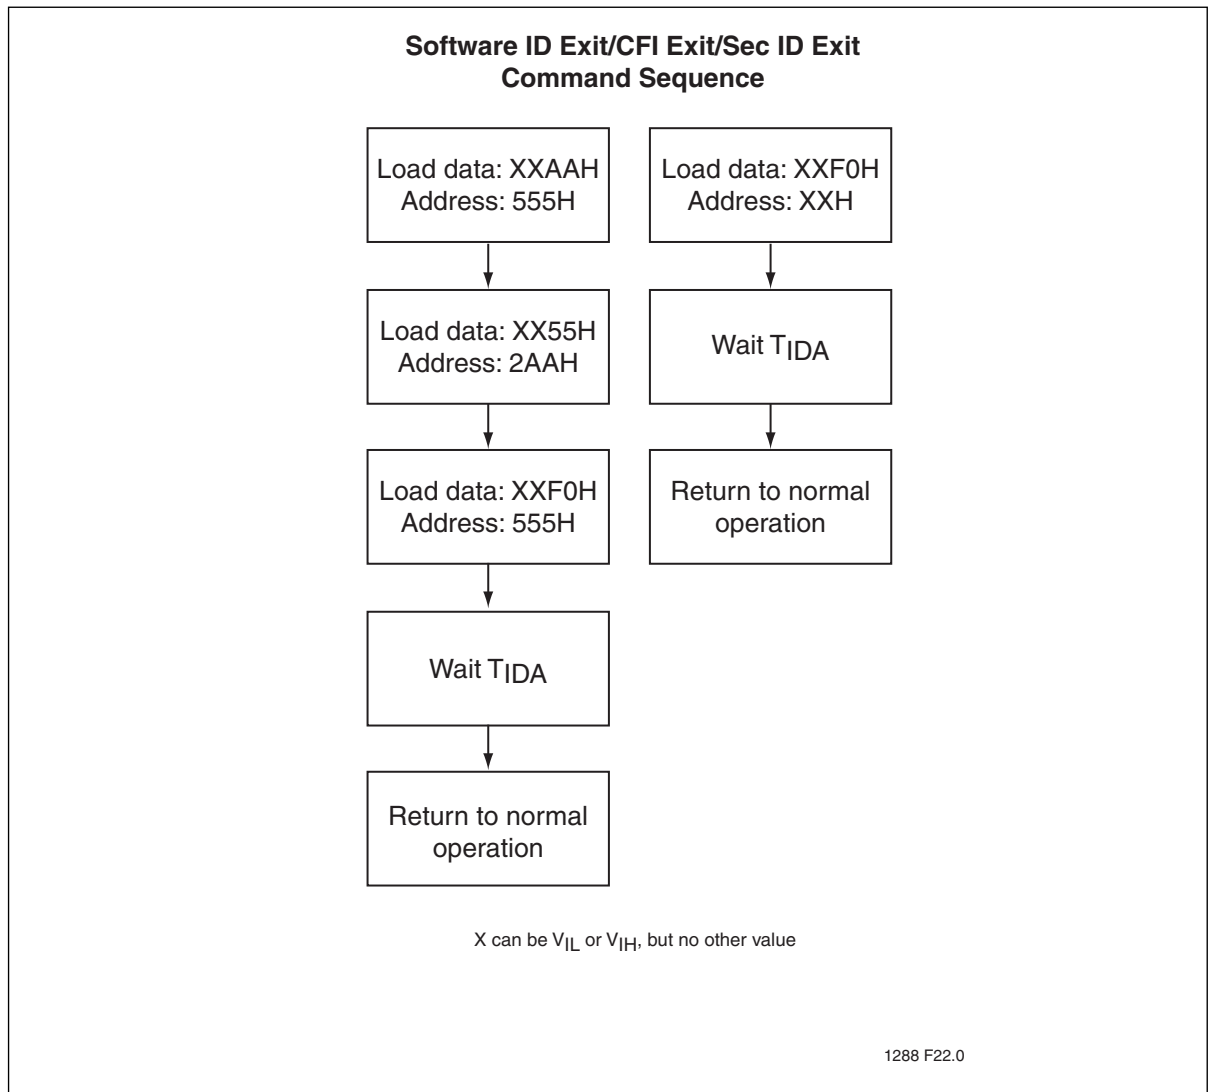 Software ID Exit/CFI Exit/Sec ID Exit
Command Sequence
Load data: XXAAH
Address: 555H
Load data: XX55H
Address: 2AAH
Load data: XXF0H
Address: 555H
Wait TIDA
Return to normal
operation
Load data: XXF0H
Address: XXH
Wait TIDA
Return to normal
operation
X can be VIL or VIH, but no other value
1288 F22.0